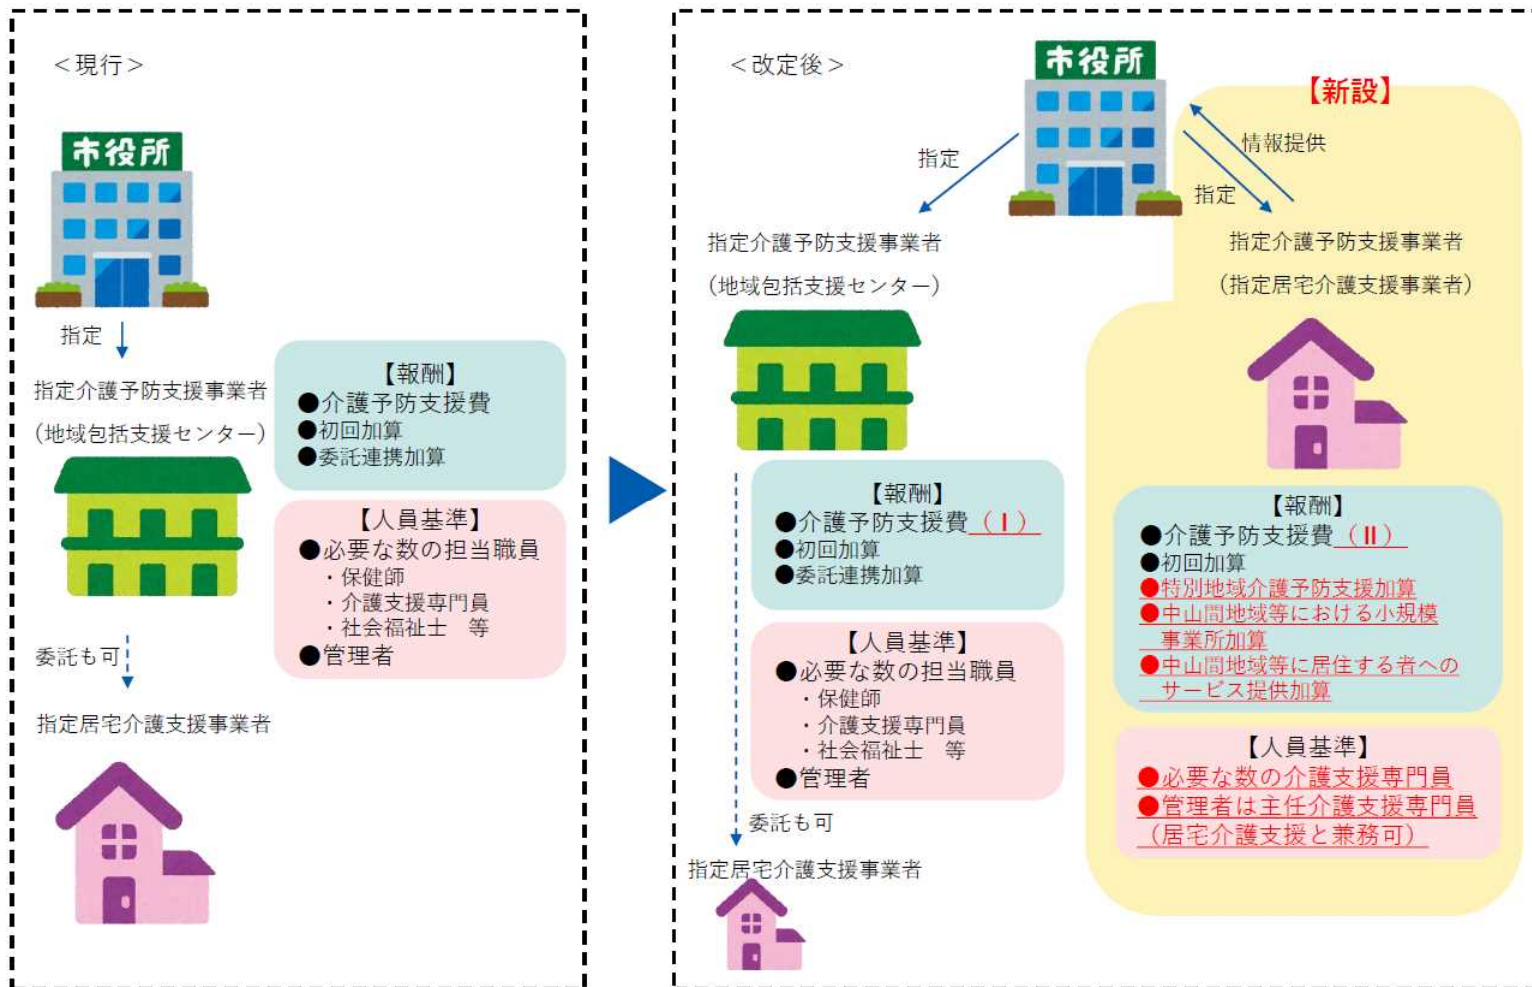 ＜現行＞
市役所
指定
指定介護予防支援事業者
（地域包括支援センター）
【報酬】
●介護予防支援費
●初回加算
●委託連携加算
【人員基準】
●必要な数の担当職員
・保健師
・介護支援専門員
・社会福祉士　等
●管理者
委託も可
指定居宅介護支援事業者
＜改定後＞
市役所
【新設】
指定
情報提供
指定
指定介護予防支援事業者
（地域包括支援センター）
【報酬】
●介護予防支援費（Ⅰ）
●初回加算
●委託連携加算
【人員基準】
●必要な数の担当職員
・保健師
・介護支援専門員
・社会福祉士　等
●管理者
委託も可
指定居宅介護支援事業者
指定介護予防支援事業者
（指定居宅介護支援事業者）
【報酬】
●介護予防支援費（Ⅱ）
●初回加算
●特別地域介護予防支援加算
●中山間地域等における小規模
事業所加算
●中山間地域等に居住する者への
サービス提供加算
【人員基準】
●必要な数の介護支援専門員
●管理者は主任介護支援専門員
（居宅介護支援と兼務可）